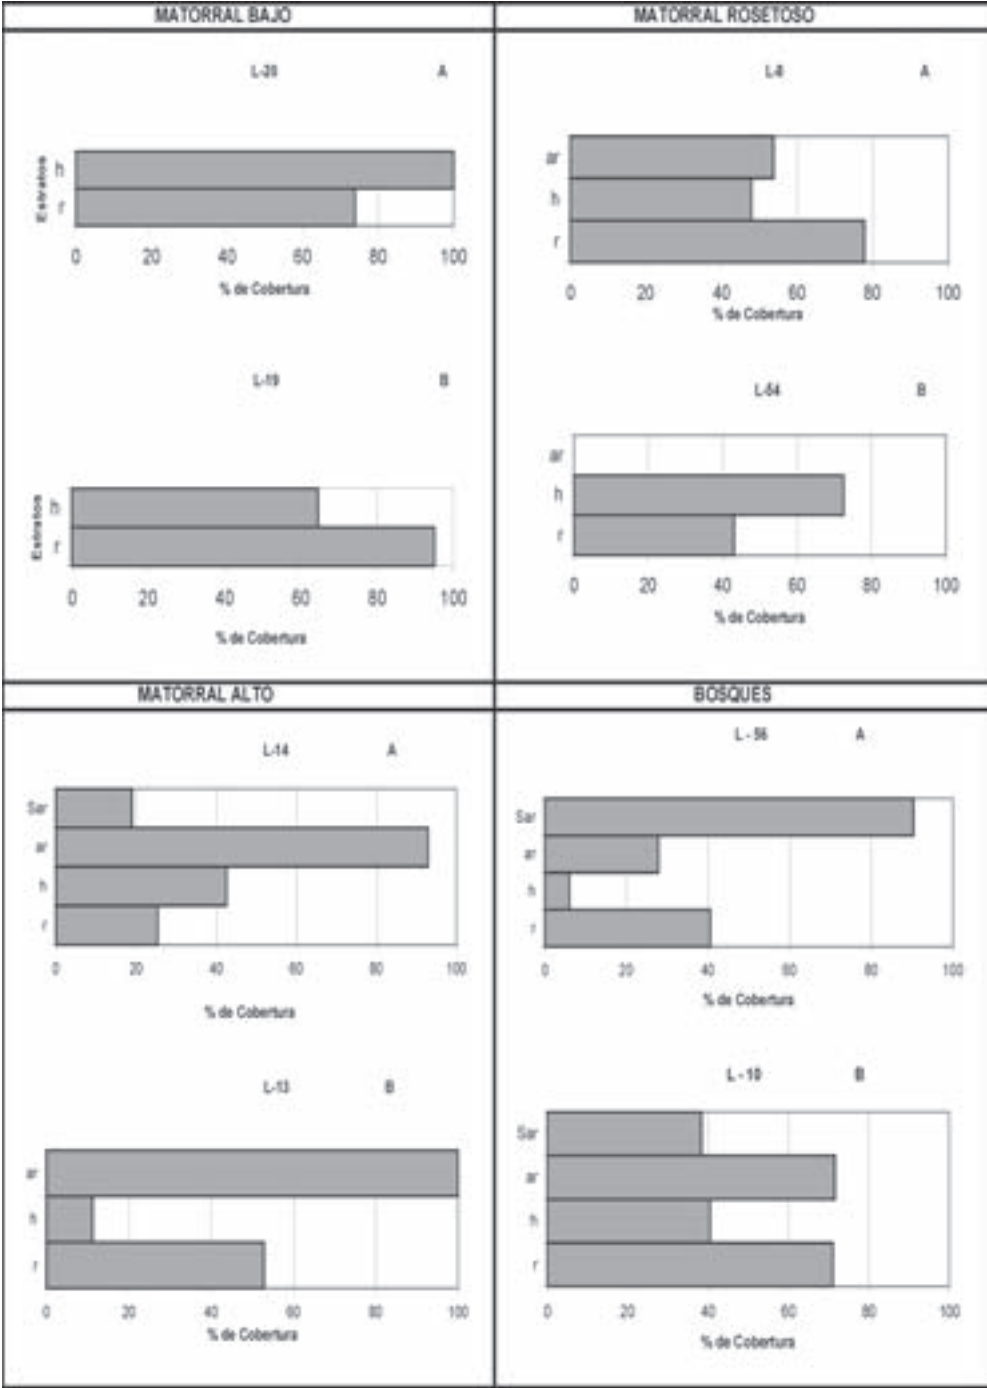 MATORRAL BAJO
L-20 A
Estratos
h
r
0 20 40 60 80 100
% de Cobertura
L-19 B
Estratos
h
r
0 20 40 60 80 100
% de Cobertura
MATORRAL ROSETOSO
L-8 A
ar
h
r
0 20 40 60 80 100
% de Cobertura
L-54 B
ar
h
r
0 20 40 60 80 100
% de Cobertura
MATORRAL ALTO
L-14 A
Sar
ar
h
r
0 20 40 60 80 100
% de Cobertura
L-13 B
ar
h
r
0 20 40 60 80 100
% de Cobertura
BOSQUES
L - 56 A
Sar
ar
h
r
0 20 40 60 80 100
% de Cobertura
L - 10 B
Sar
ar
h
r
0 20 40 60 80 100
% de Cobertura